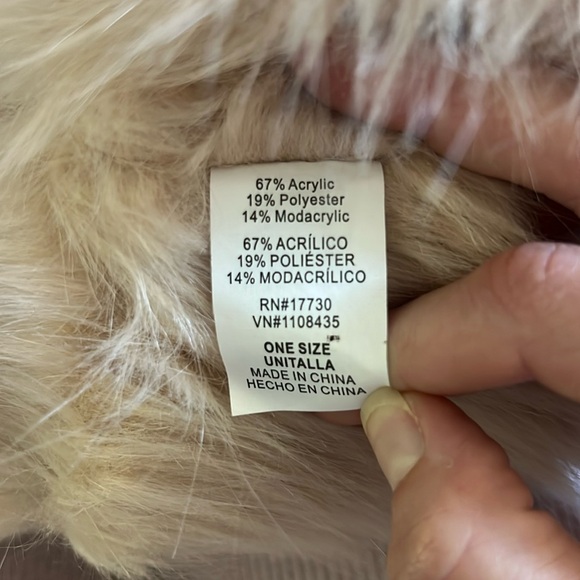 67% Acrylic
19% Polyester
14% Modacrylic
67% ACRÍLICO
19% POLIÉSTER
14% MODACRÍLICO
RN#17730
VN#1108435
ONE SIZE
UNITALLA
MADE IN CHINA
HECHO EN CHINA